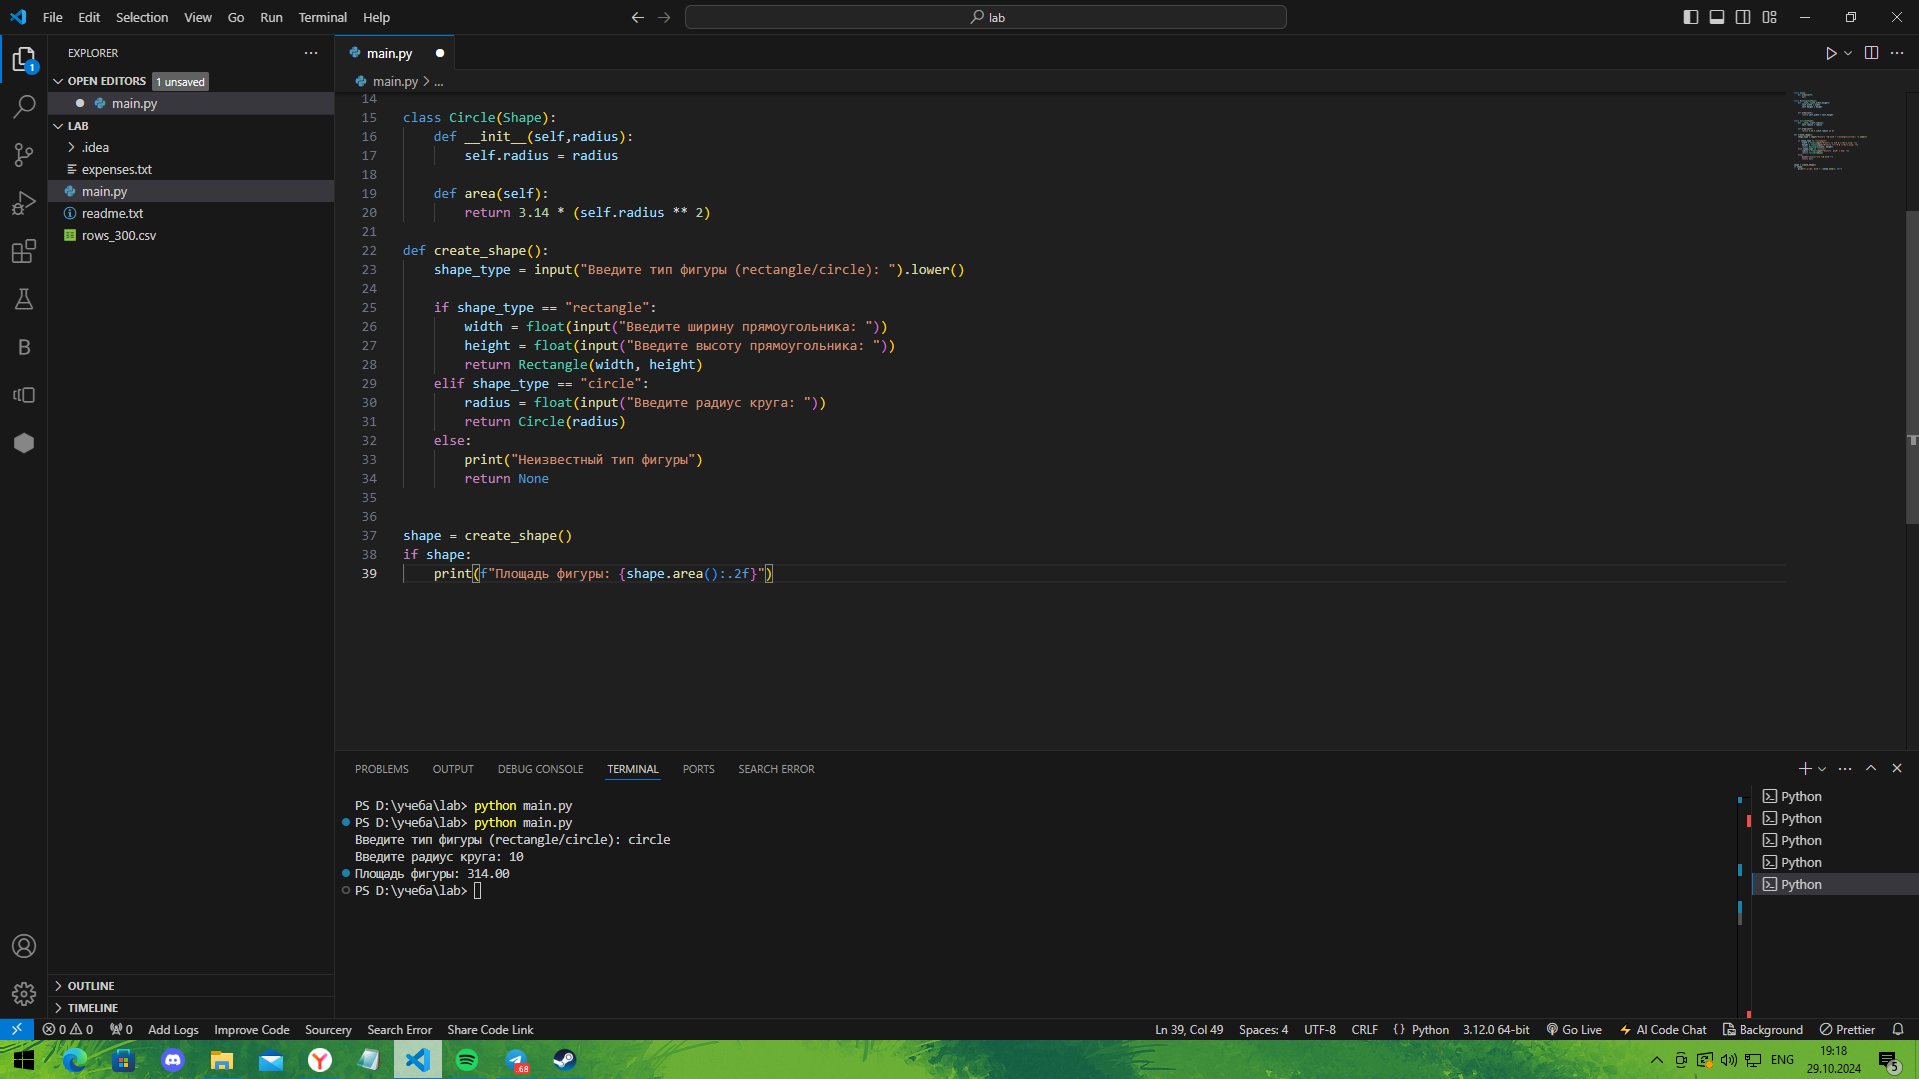 File Edit Selection View Go Run Terminal Help
lab
EXPLORER
1
OPEN EDITORS 1 unsaved
main.py
LAB
.idea
expenses.txt
main.py
readme.txt
rows_300.csv
OUTLINE
TIMELINE
main.py
main.py > ...
14
15 class Circle(Shape):
16 def __init__(self,radius):
17 self.radius = radius
18
19 def area(self):
20 return 3.14 * (self.radius ** 2)
21
22 def create_shape():
23 shape_type = input("Введите тип фигуры (rectangle/circle): ").lower()
24
25 if shape_type == "rectangle":
26 width = float(input("Введите ширину прямоугольника: "))
27 height = float(input("Введите высоту прямоугольника: "))
28 return Rectangle(width, height)
29 elif shape_type == "circle":
30 radius = float(input("Введите радиус круга: "))
31 return Circle(radius)
32 else:
33 print("Неизвестный тип фигуры")
34 return None
35
36
37 shape = create_shape()
38 if shape:
39 print(f"Площадь фигуры: {shape.area():.2f}")
PROBLEMS OUTPUT DEBUG CONSOLE TERMINAL PORTS SEARCH ERROR
PS D:\учеба\lab> python main.py
PS D:\учеба\lab> python main.py
Введите тип фигуры (rectangle/circle): circle
Введите радиус круга: 10
Площадь фигуры: 314.00
PS D:\учеба\lab>
Python
Python
Python
Python
Python
0 0 0 Add Logs Improve Code Sourcery Search Error Share Code Link
Ln 39, Col 49 Spaces: 4 UTF-8 CRLF {} Python 3.12.0 64-bit Go Live AI Code Chat Background Prettier
.68
ENG
19:18
29.10.2024
5